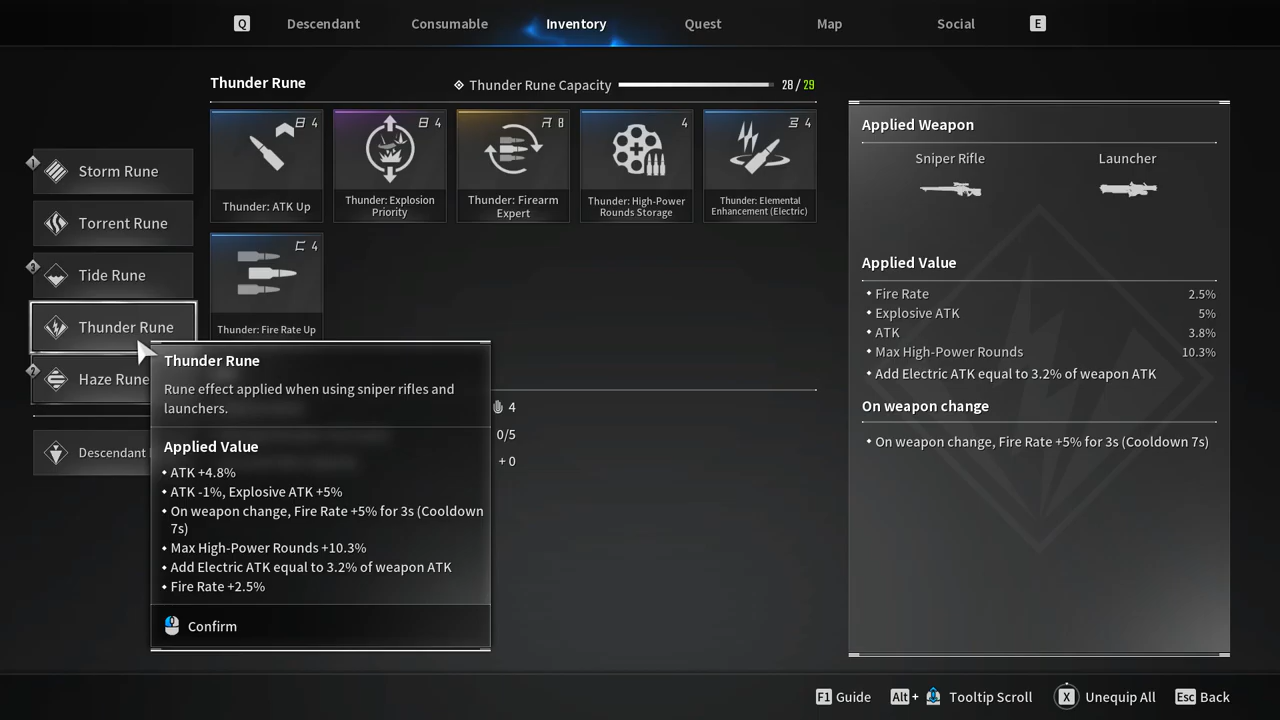 Q Descendant Consumable Inventory Quest Map Social E
Thunder Rune
Thunder Rune Capacity 28 / 29
4 4 8 4 4
Thunder: ATK Up
Thunder: Explosion
Priority
Thunder: Firearm
Expert
Thunder: High-Power
Rounds Storage
Thunder: Elemental
Enhancement (Electric)
4
Thunder: Fire Rate Up
1 Storm Rune
Torrent Rune
3 Tide Rune
Thunder Rune
2 Haze Rune
Descendant
Thunder Rune
Rune effect applied when using sniper rifles and
launchers.
Applied Value
ATK +4.8%
ATK -1%, Explosive ATK +5%
On weapon change, Fire Rate +5% for 3s (Cooldown
7s)
Max High-Power Rounds +10.3%
Add Electric ATK equal to 3.2% of weapon ATK
Fire Rate +2.5%
Confirm
4
0/5
+ 0
Applied Weapon
Sniper Rifle Launcher
Applied Value
Fire Rate 2.5%
Explosive ATK 5%
ATK 3.8%
Max High-Power Rounds 10.3%
Add Electric ATK equal to 3.2% of weapon ATK
On weapon change
On weapon change, Fire Rate +5% for 3s (Cooldown 7s)
F1 Guide Alt + Tooltip Scroll X Unequip All Esc Back